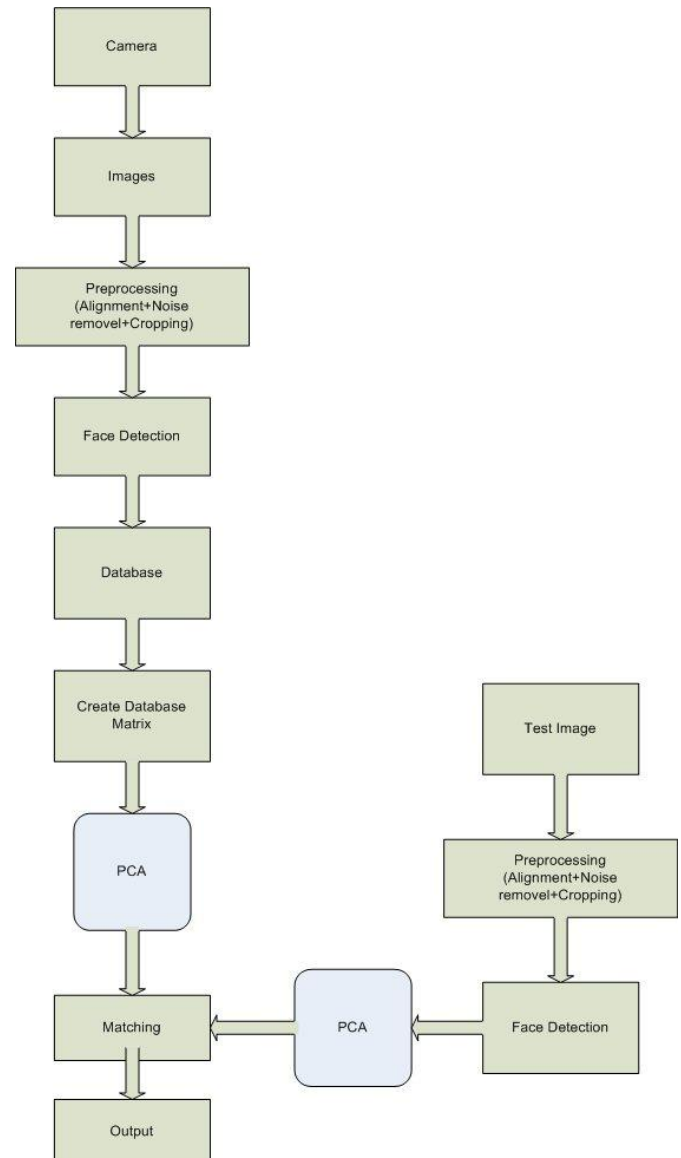 Camera
Images
Preprocessing
(Alignment+Noise
removel+Cropping)
Face Detection
Database
Create Database
Matrix
PCA
Matching
Output
Test Image
Preprocessing
(Alignment+Noise
removel+Cropping)
Face Detection
PCA